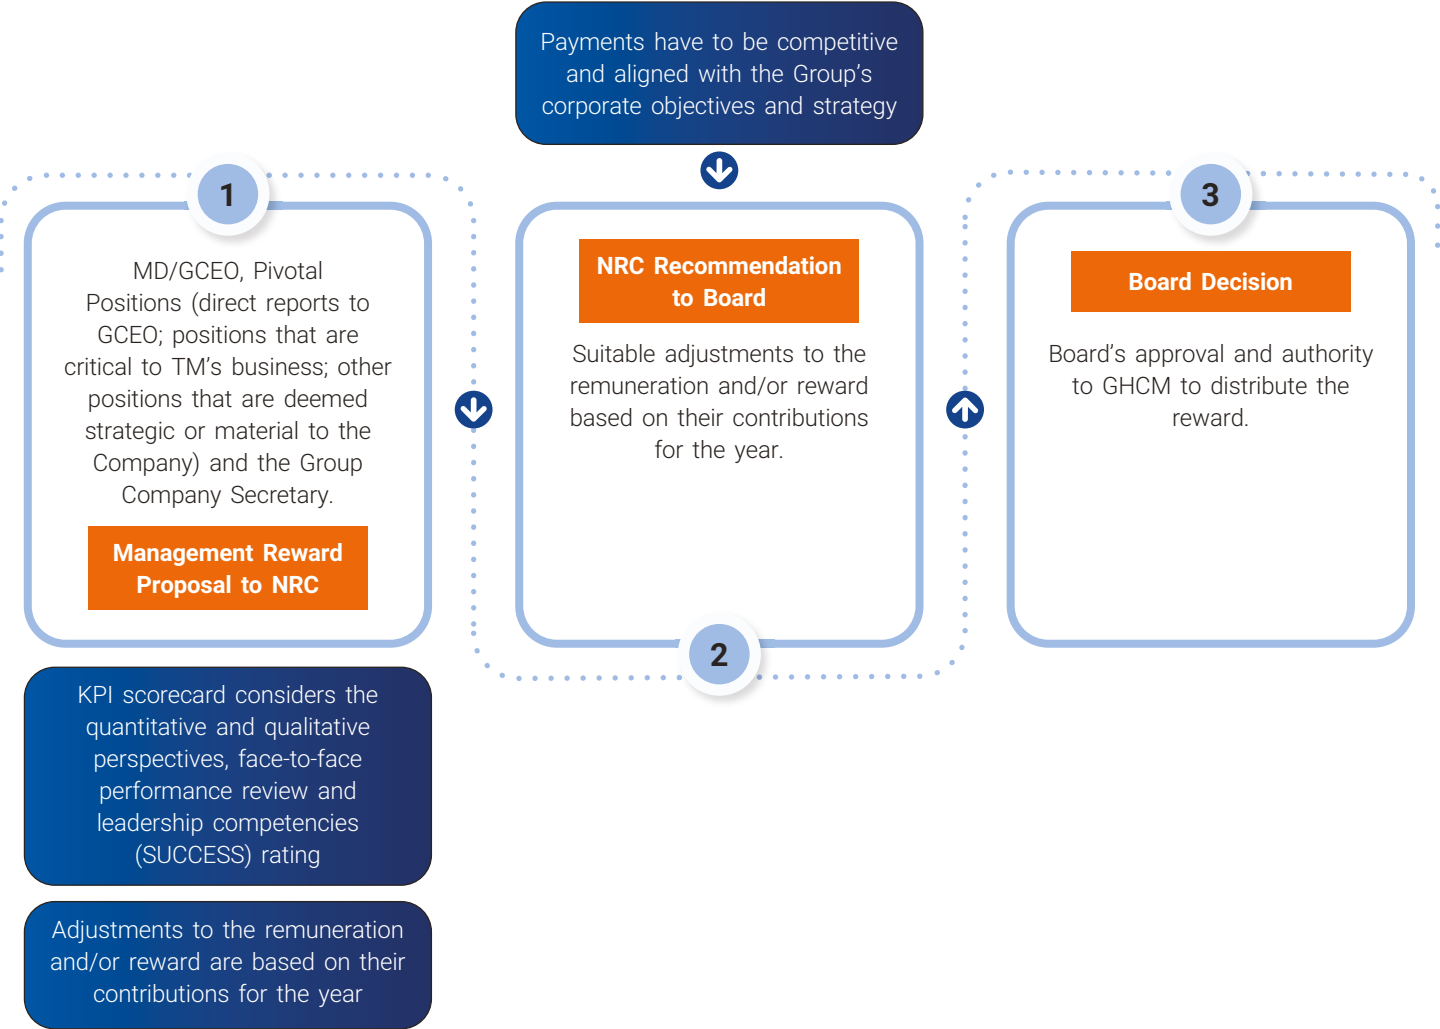 Payments have to be competitive
and aligned with the Group's
corporate objectives and strategy
1
MD/GCEO, Pivotal
Positions (direct reports to
GCEO; positions that are
critical to TM's business; other
positions that are deemed
strategic or material to the
Company) and the Group
Company Secretary.
Management Reward
Proposal to NRC
KPI scorecard considers the
quantitative and qualitative
perspectives, face-to-face
performance review and
leadership competencies
(SUCCESS) rating
Adjustments to the remuneration
and/or reward are based on their
contributions for the year
NRC Recommendation
to Board
Suitable adjustments to the
remuneration and/or reward
based on their contributions
for the year.
2
3
Board Decision
Board's approval and authority
to GHCM to distribute the
reward.